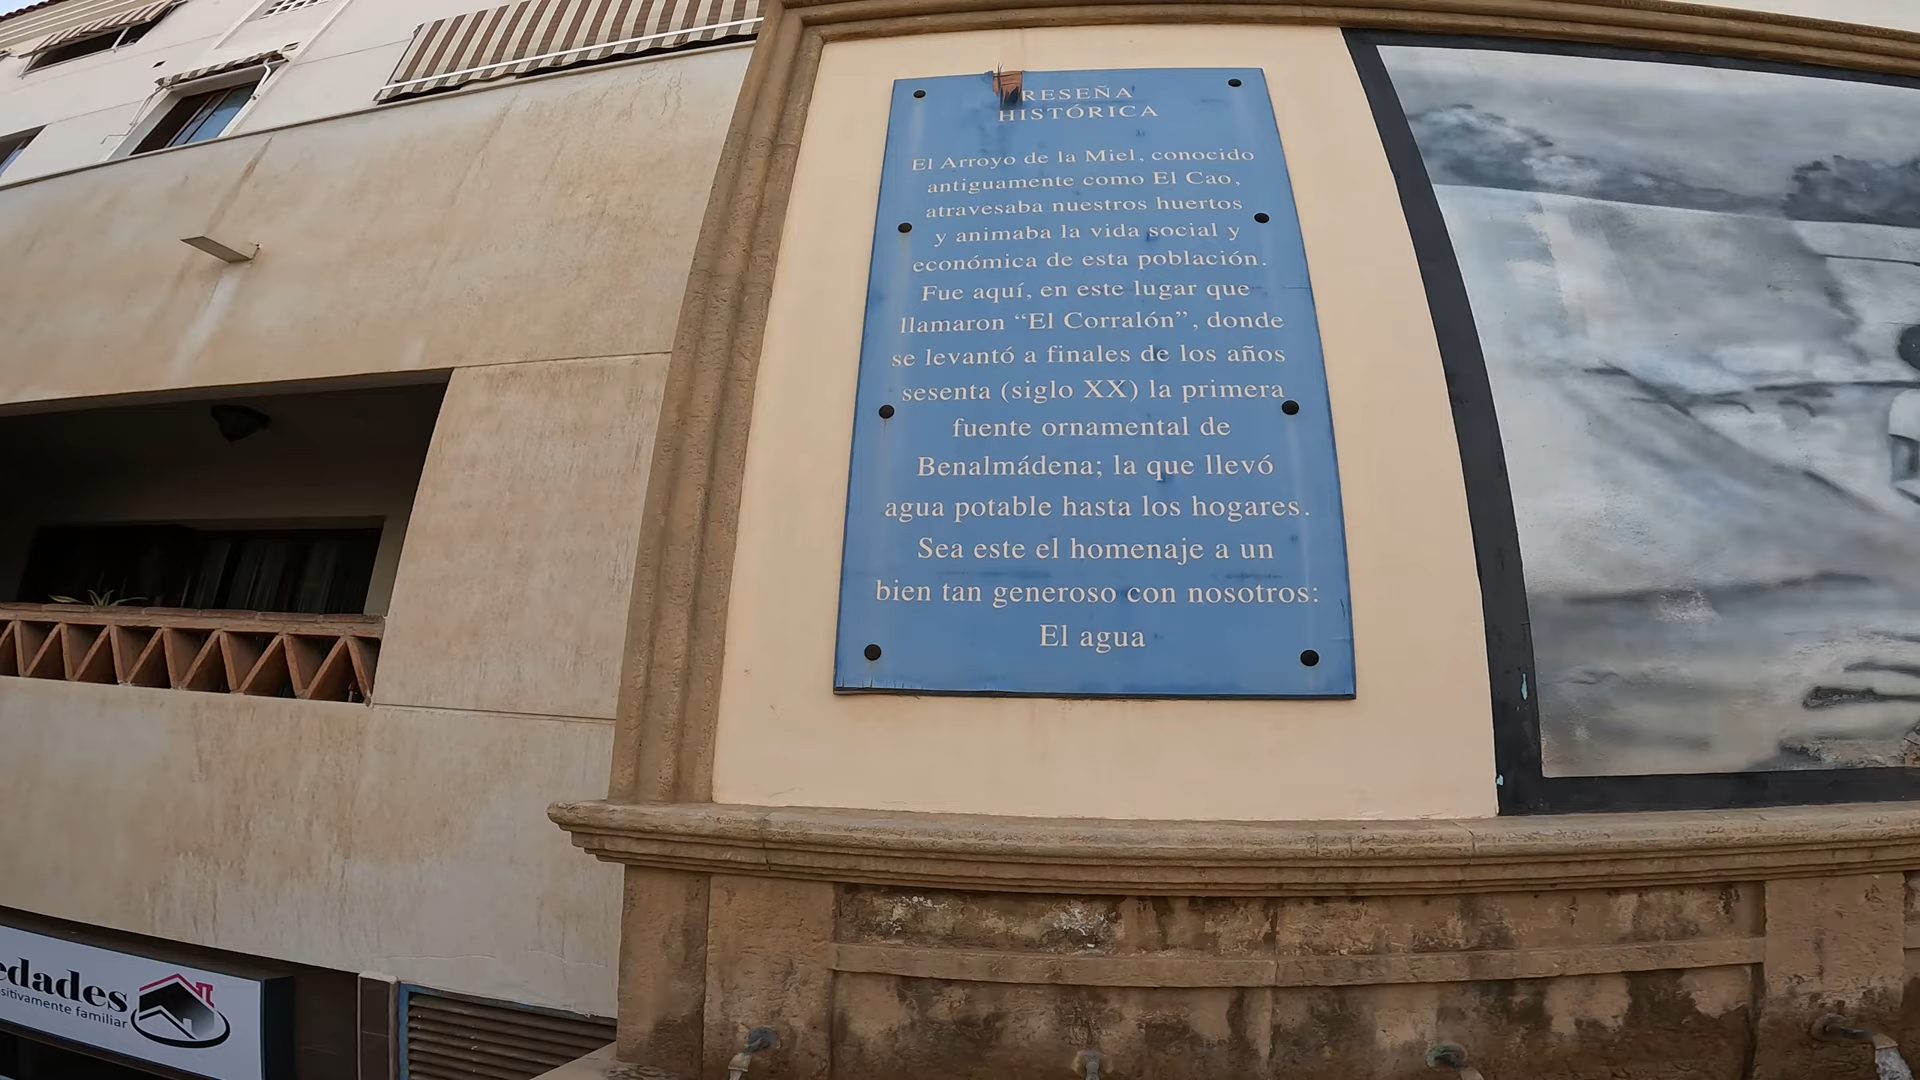 RESEÑA
HISTÓRICA
El Arroyo de la Miel, conocido
antiguamente como El Cao,
atravesaba nuestros huertos
y animaba la vida social y
económica de esta población.
Fue aquí, en este lugar que
llamaron “El Corralón”, donde
se levantó a finales de los años
sesenta (siglo XX) la primera
fuente ornamental de
Benalmádena; la que llevó
agua potable hasta los hogares.
Sea este el homenaje a un
bien tan generoso con nosotros:
El agua
edades
sitivamente familiar